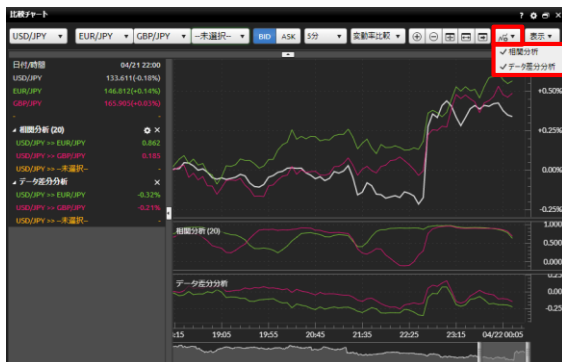 比較チャート
USD/JPY EUR/JPY GBP/JPY --未選択-- BID ASK 5分 変動率比較 表示
相関分析
データ差分分析
日付/時間 04/21 22:00
USD/JPY 133.611(-0.18%)
EUR/JPY 146.812(+0.14%)
GBP/JPY 165.905(+0.03%)
-
相関分析 (20)
USD/JPY >> EUR/JPY 0.862
USD/JPY >> GBP/JPY 0.185
USD/JPY >> --未選択-- -
データ差分分析
USD/JPY >> EUR/JPY -0.32%
USD/JPY >> GBP/JPY -0.21%
USD/JPY >> --未選択-- -
+0.50%
+0.25%
0.00%
-0.25%
相関分析 (20)
1.000
0.500
0.000
データ差分分析
0.25
0.00
-0.25
:15 19:05 19:55 20:45 21:35 22:25 23:15 04/22 00:05